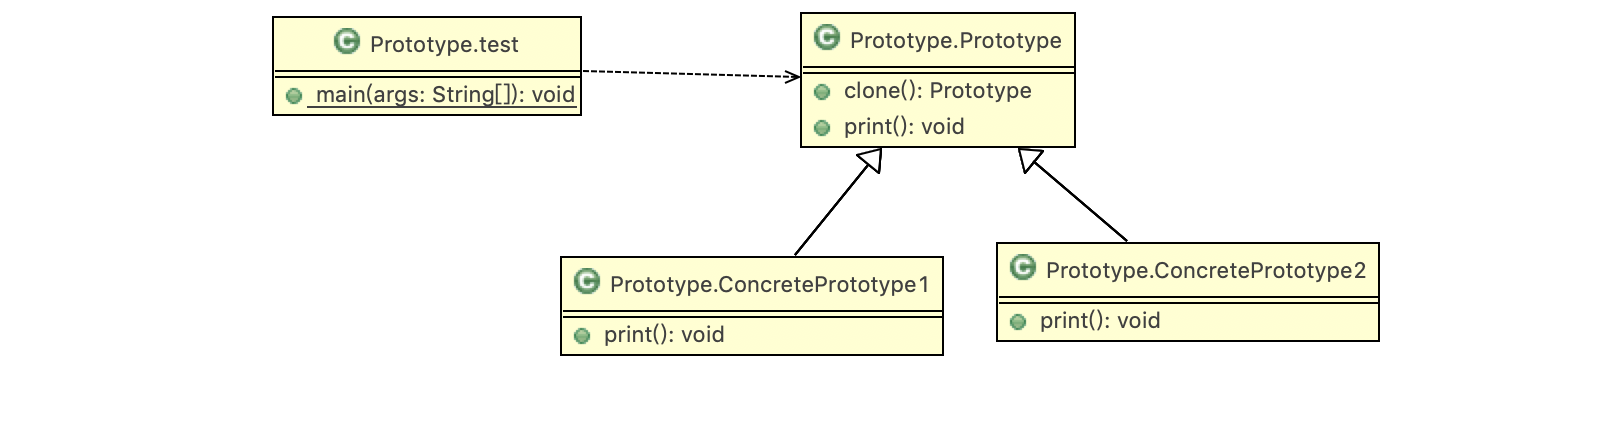 C Prototype.test
main(args: String[]): void
C Prototype.Prototype
clone(): Prototype
print(): void
C Prototype.ConcretePrototype1
print(): void
C Prototype.ConcretePrototype2
print(): void